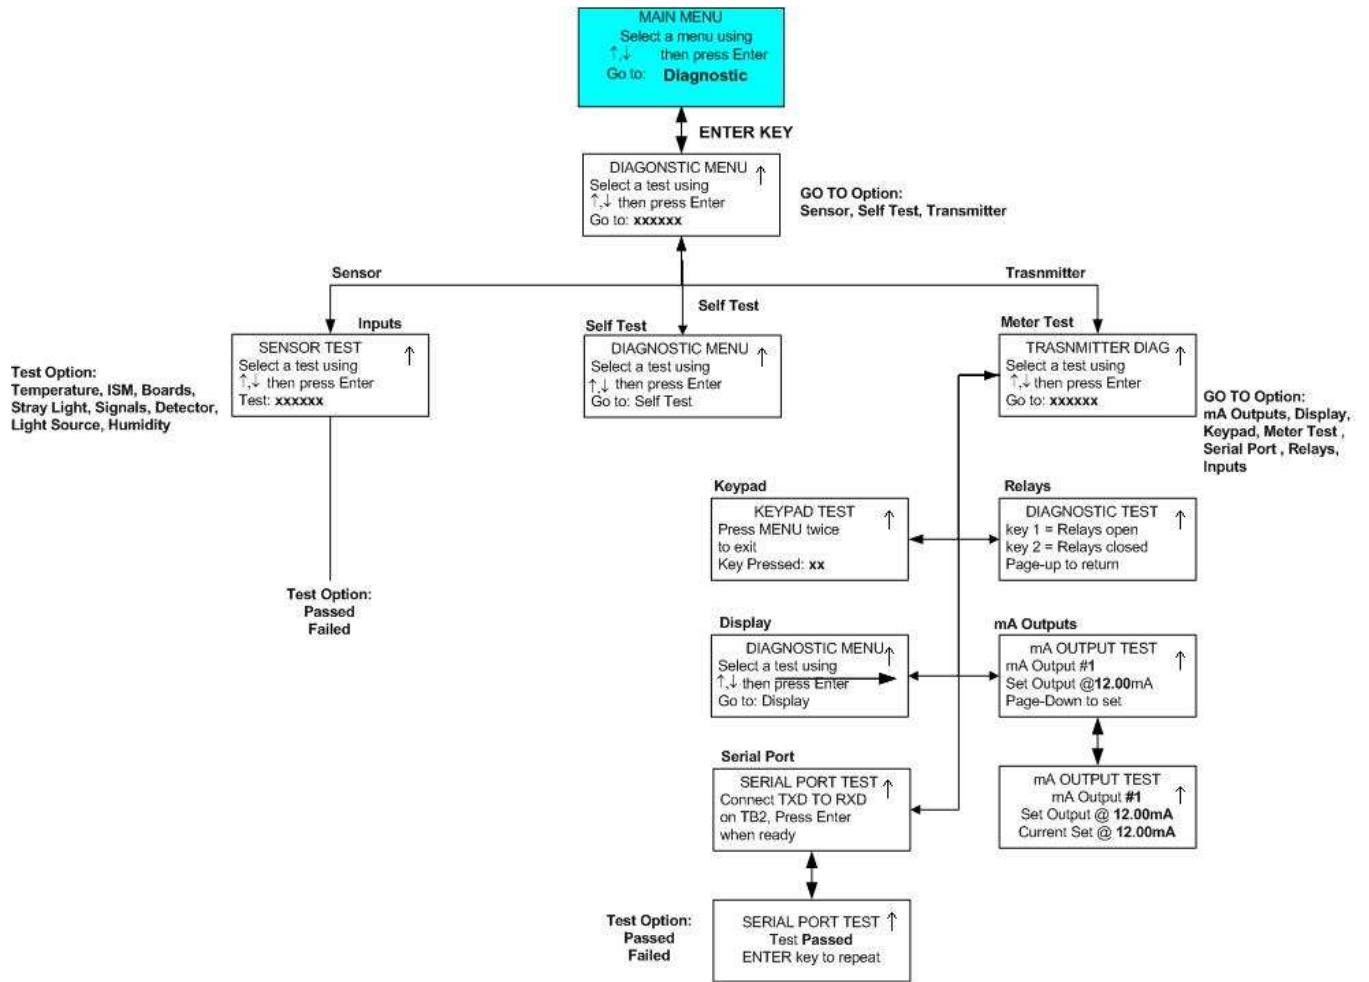 MAIN MENU
Select a menu using
↑,↓ then press Enter
Go to: Diagnostic
ENTER KEY
DIAGONSTIC MENU ↑
Select a test using
↑,↓ then press Enter
Go to: xxxxxx
GO TO Option:
Sensor, Self Test, Transmitter
Sensor
Self Test
Trasnmitter
Inputs
SENSOR TEST ↑
Select a test using
↑,↓ then press Enter
Test: xxxxxx
Test Option:
Temperature, ISM, Boards,
Stray Light, Signals, Detector,
Light Source, Humidity
Test Option:
Passed
Failed
Self Test
DIAGNOSTIC MENU ↑
Select a test using
↑,↓ then press Enter
Go to: Self Test
Meter Test
TRASNMITTER DIAG ↑
Select a test using
↑,↓ then press Enter
Go to: xxxxxx
GO TO Option:
mA Outputs, Display,
Keypad, Meter Test ,
Serial Port , Relays,
Inputs
Keypad
KEYPAD TEST ↑
Press MENU twice
to exit
Key Pressed: xx
Relays
DIAGNOSTIC TEST ↑
key 1 = Relays open
key 2 = Relays closed
Page-up to return
Display
DIAGNOSTIC MENU ↑
Select a test using
↑,↓ then press Enter
Go to: Display
mA Outputs
mA OUTPUT TEST ↑
mA Output #1
Set Output @12.00mA
Page-Down to set
mA OUTPUT TEST ↑
mA Output #1
Set Output @ 12.00mA
Current Set @ 12.00mA
Serial Port
SERIAL PORT TEST ↑
Connect TXD TO RXD
on TB2, Press Enter
when ready
Test Option:
Passed
Failed
SERIAL PORT TEST ↑
Test Passed
ENTER key to repeat